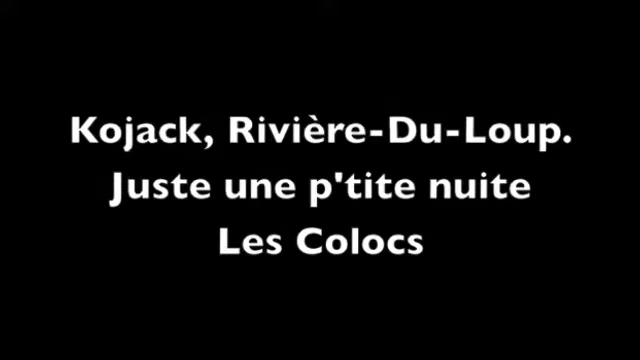 Kojack, Rivière-Du-Loup.
Juste une p'tite nuite
Les Colocs